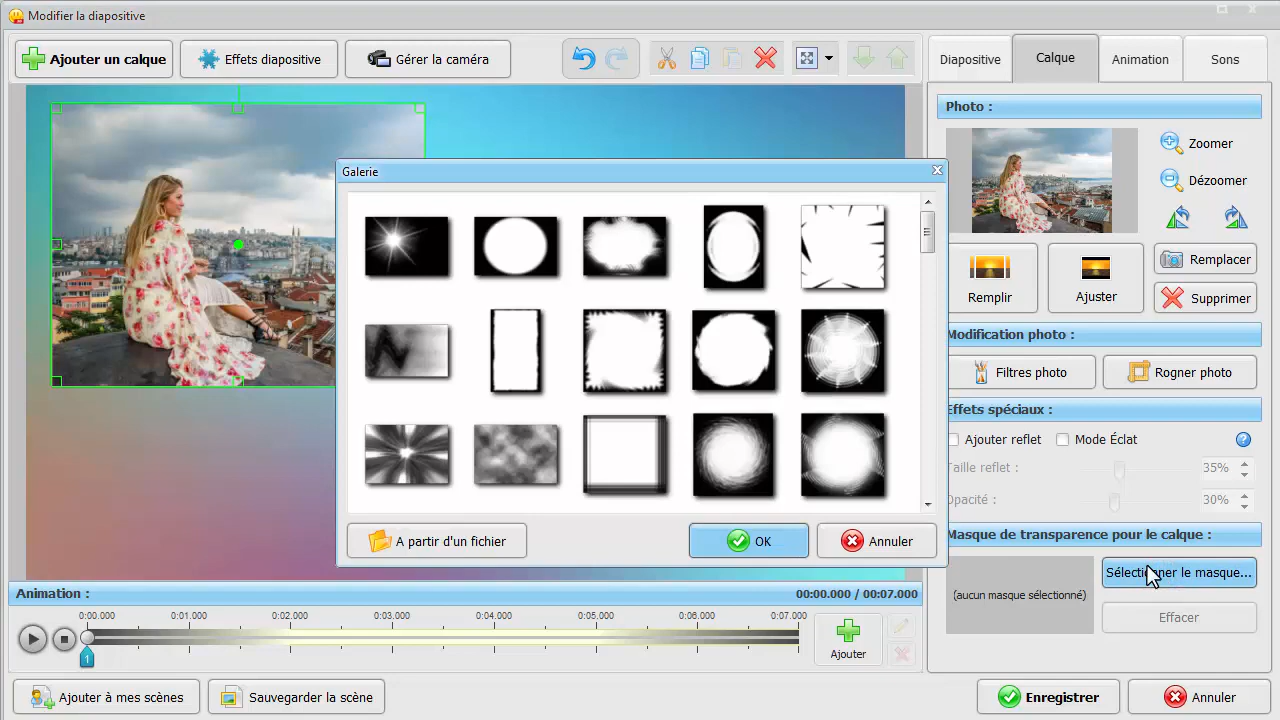 Modifier la diapositive
Ajouter un calque
Effets diapositive
Gérer la caméra
Diapositive
Calque
Animation
Sons
Photo :
Zoomer
Dézoomer
Remplir
Ajuster
Remplacer
Supprimer
Modification photo :
Filtres photo
Rogner photo
Effets spéciaux :
Ajouter reflet
Mode Éclat
Taille reflet :
35%
Opacité :
30%
Masque de transparence pour le calque :
(aucun masque sélectionné)
Sélectionner le masque...
Effacer
Galerie
A partir d'un fichier
OK
Annuler
Animation :
00:00.000 / 00:07.000
0:00.000
0:01.000
0:02.000
0:03.000
0:04.000
0:05.000
0:06.000
0:07.000
1
Ajouter
Ajouter à mes scènes
Sauvegarder la scène
Enregistrer
Annuler